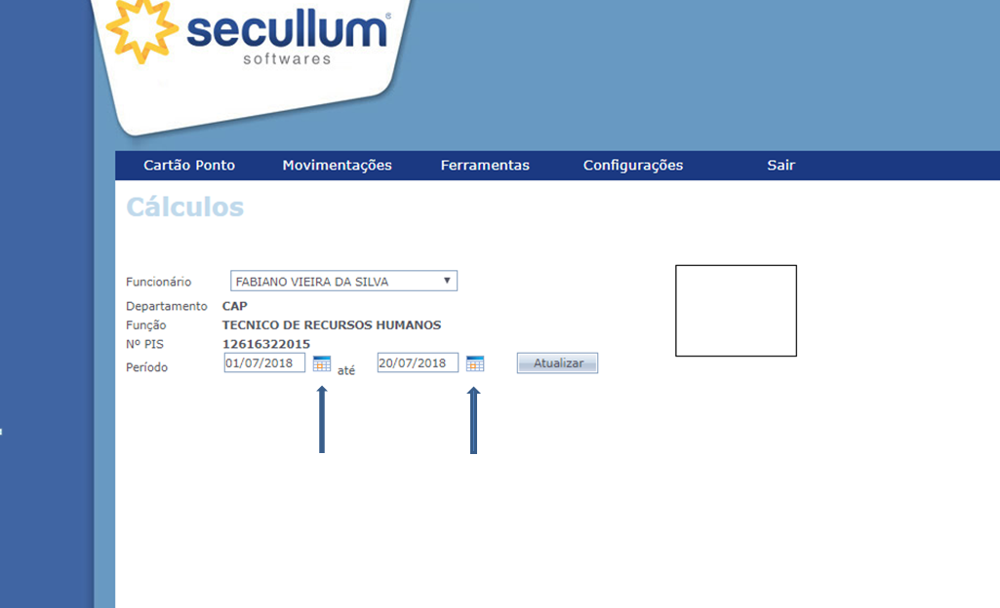 secullum®
softwares
Cartão Ponto Movimentações Ferramentas Configurações Sair
Cálculos
Funcionário FABIANO VIEIRA DA SILVA
Departamento CAP
Função TECNICO DE RECURSOS HUMANOS
Nº PIS 12616322015
Período 01/07/2018 até 20/07/2018 Atualizar